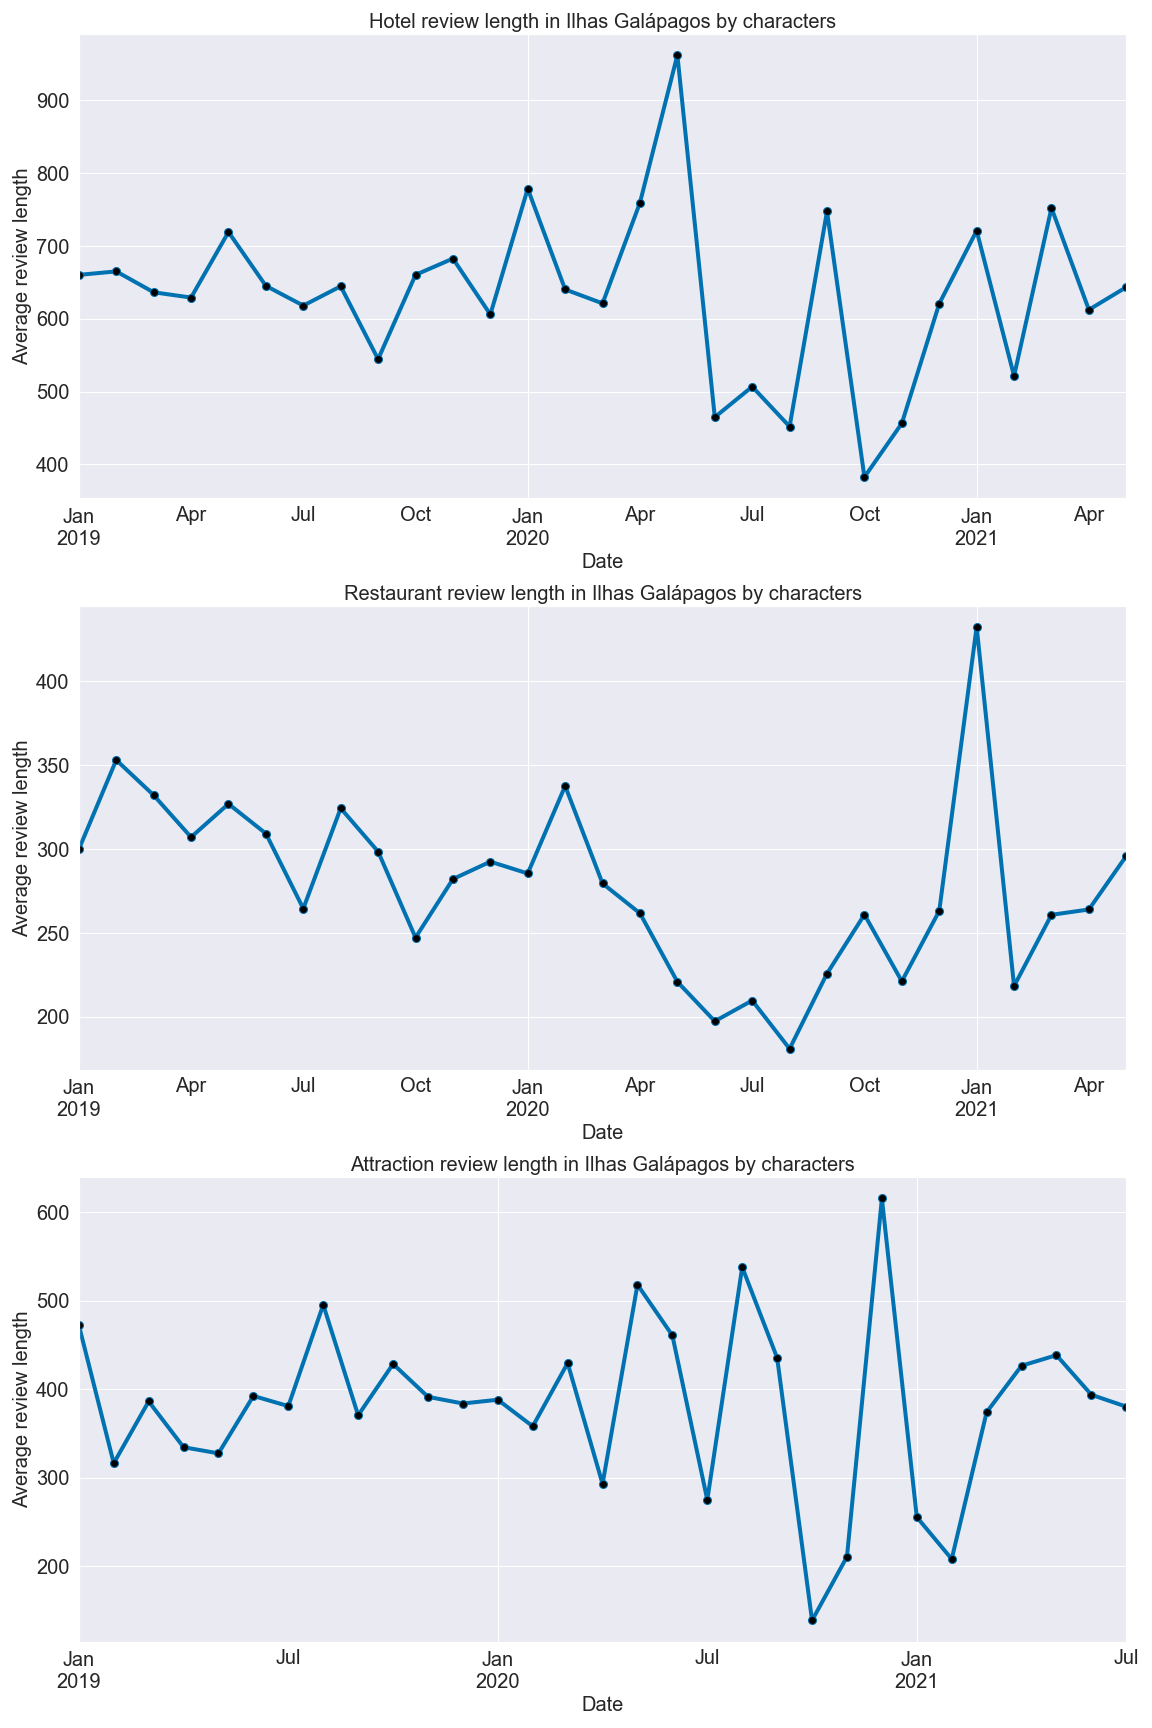 Hotel review length in Ilhas Galápagos by characters
Average review length
900
800
700
600
500
400
Jan Apr Jul Oct Jan Apr Jul Oct Jan Apr
2019 2020 2021
Date
Restaurant review length in Ilhas Galápagos by characters
Average review length
400
350
300
250
200
Jan Apr Jul Oct Jan Apr Jul Oct Jan Apr
2019 2020 2021
Date
Attraction review length in Ilhas Galápagos by characters
Average review length
600
500
400
300
200
Jan Jul Jan Jul Jan Jul
2019 2020 2021
Date